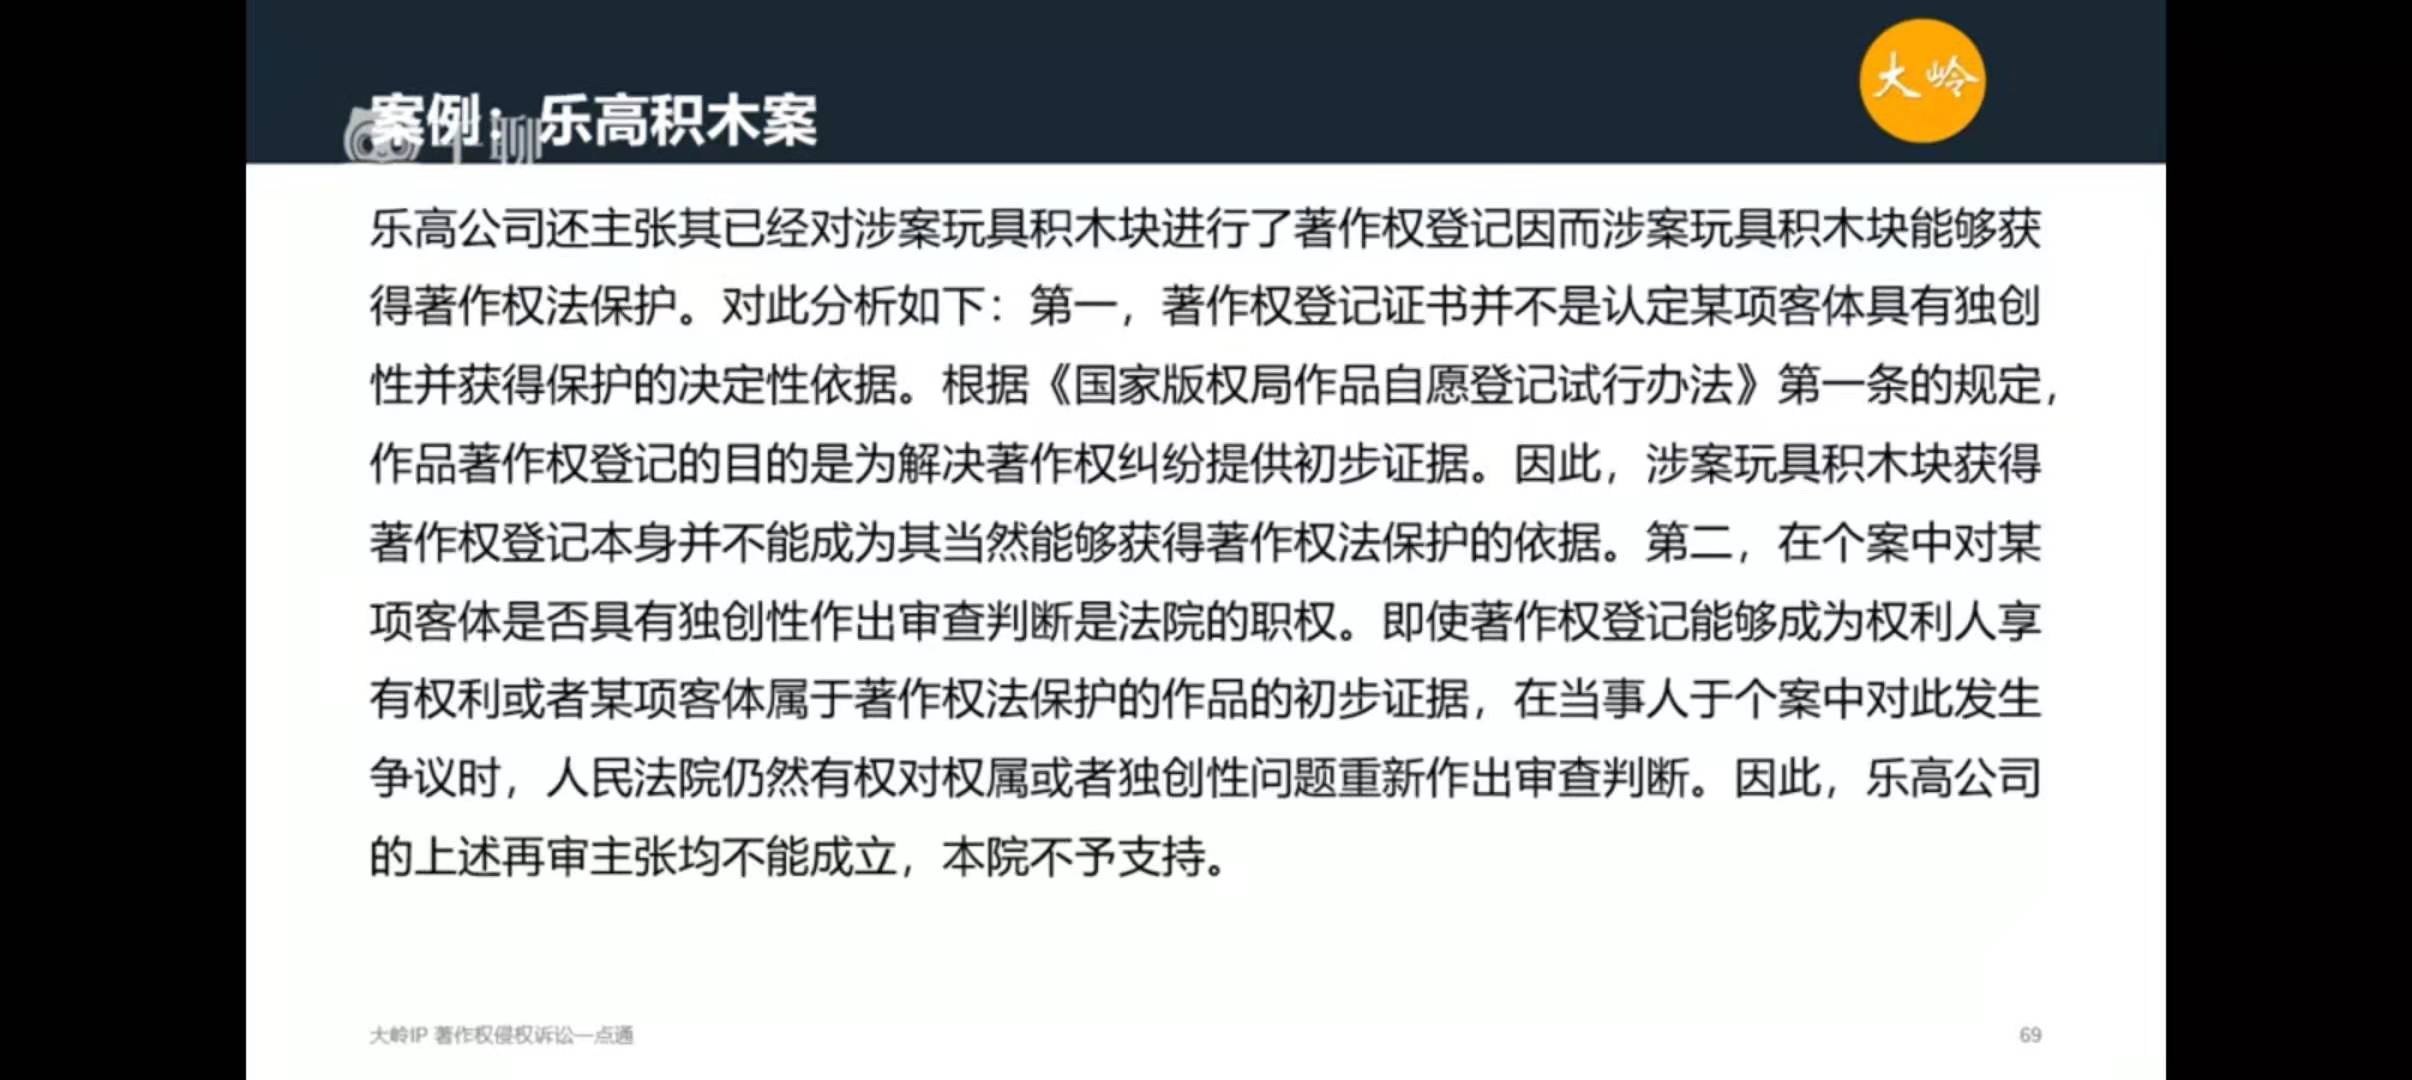 大岭
案例：乐高积木案
千聊
乐高公司还主张其已经对涉案玩具积木块进行了著作权登记因而涉案玩具积木块能够获
得著作权法保护。对此分析如下：第一，著作权登记证书并不是认定某项客体具有独创
性并获得保护的决定性依据。根据《国家版权局作品自愿登记试行办法》第一条的规定，
作品著作权登记的目的是为解决著作权纠纷提供初步证据。因此，涉案玩具积木块获得
著作权登记本身并不能成为其当然能够获得著作权法保护的依据。第二，在个案中对某
项客体是否具有独创性作出审查判断是法院的职权。即使著作权登记能够成为权利人享
有权利或者某项客体属于著作权法保护的作品的初步证据，在当事人于个案中对此发生
争议时，人民法院仍然有权对权属或者独创性问题重新作出审查判断。因此，乐高公司
的上述再审主张均不能成立，本院不予支持。
大岭IP 著作权侵权诉讼一点通
69